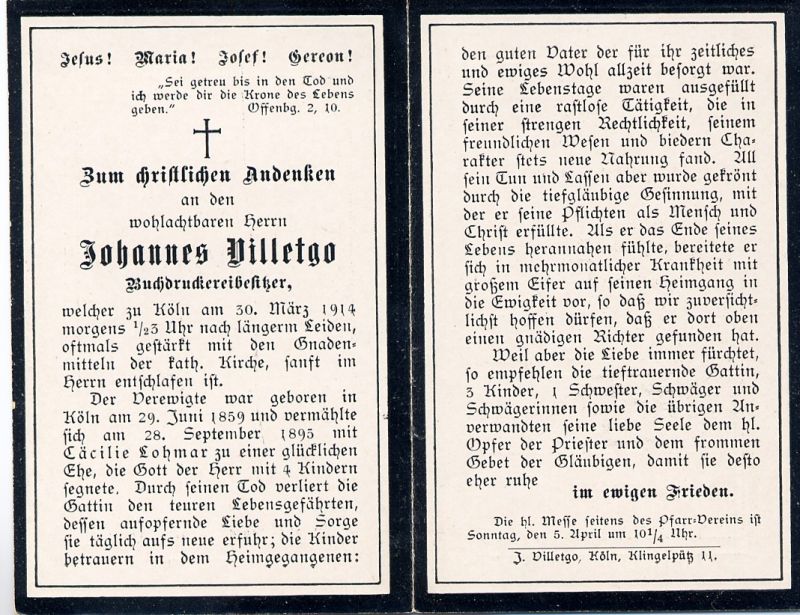 Jesus! Maria! Josef! Gereon!
„Sei getreu bis in den Tod und
ich werde dir die Krone des Lebens
geben.“ Offenbg. 2, 10.
Zum christlichen Andenken
an den
wohlachtbaren Herrn
Johannes Villetgo
Buchdruckereibesitzer,
welcher zu Köln am 30. März 1914
morgens 1/23 Uhr nach längerm Leiden,
oftmals gestärkt mit den Gnaden-
mitteln der kath. Kirche, sanft im
Herrn entschlafen ist.
Der Verewigte war geboren in
Köln am 29. Juni 1859 und vermählte
sich am 28. September 1895 mit
Cäcilie Lohmar zu einer glücklichen
Ehe, die Gott der Herr mit 4 Kindern
segnete. Durch seinen Tod verliert die
Gattin den teuren Lebensgefährten,
dessen aufopfernde Liebe und Sorge
sie täglich aufs neue erfuhr; die Kinder
betrauern in dem Heimgegangenen:
den guten Vater der für ihr zeitliches
und ewiges Wohl allzeit besorgt war.
Seine Lebenstage waren ausgefüllt
durch eine rastlose Tätigkeit, die in
seiner strengen Rechtlichkeit, seinem
freundlichen Wesen und biedern Cha-
rakter stets neue Nahrung fand. All
sein Tun und Lassen aber wurde gekrönt
durch die tiefgläubige Gesinnung, mit
der er seine Pflichten als Mensch und
Christ erfüllte. Als er das Ende seines
Lebens herannahen fühlte, bereitete er
sich in mehrmonatlicher Krankheit mit
großem Eifer auf seinen Heimgang in
die Ewigkeit vor, so daß wir zuversicht-
lichst hoffen dürfen, daß er dort oben
einen gnädigen Richter gefunden hat.
Weil aber die Liebe immer fürchtet,
so empfehlen die tieftrauernde Gattin,
3 Kinder, 1 Schwester, Schwäger und
Schwägerinnen sowie die übrigen An-
verwandten seine liebe Seele dem hl.
Opfer der Priester und dem frommen
Gebet der Gläubigen, damit sie desto
eher ruhe
im ewigen Frieden.
Die hl. Messe seitens des Pfarr-Vereins ist
Sonntag, den 5. April um 10 1/4 Uhr.
J. Villetgo, Köln, Klingelpütz 11.